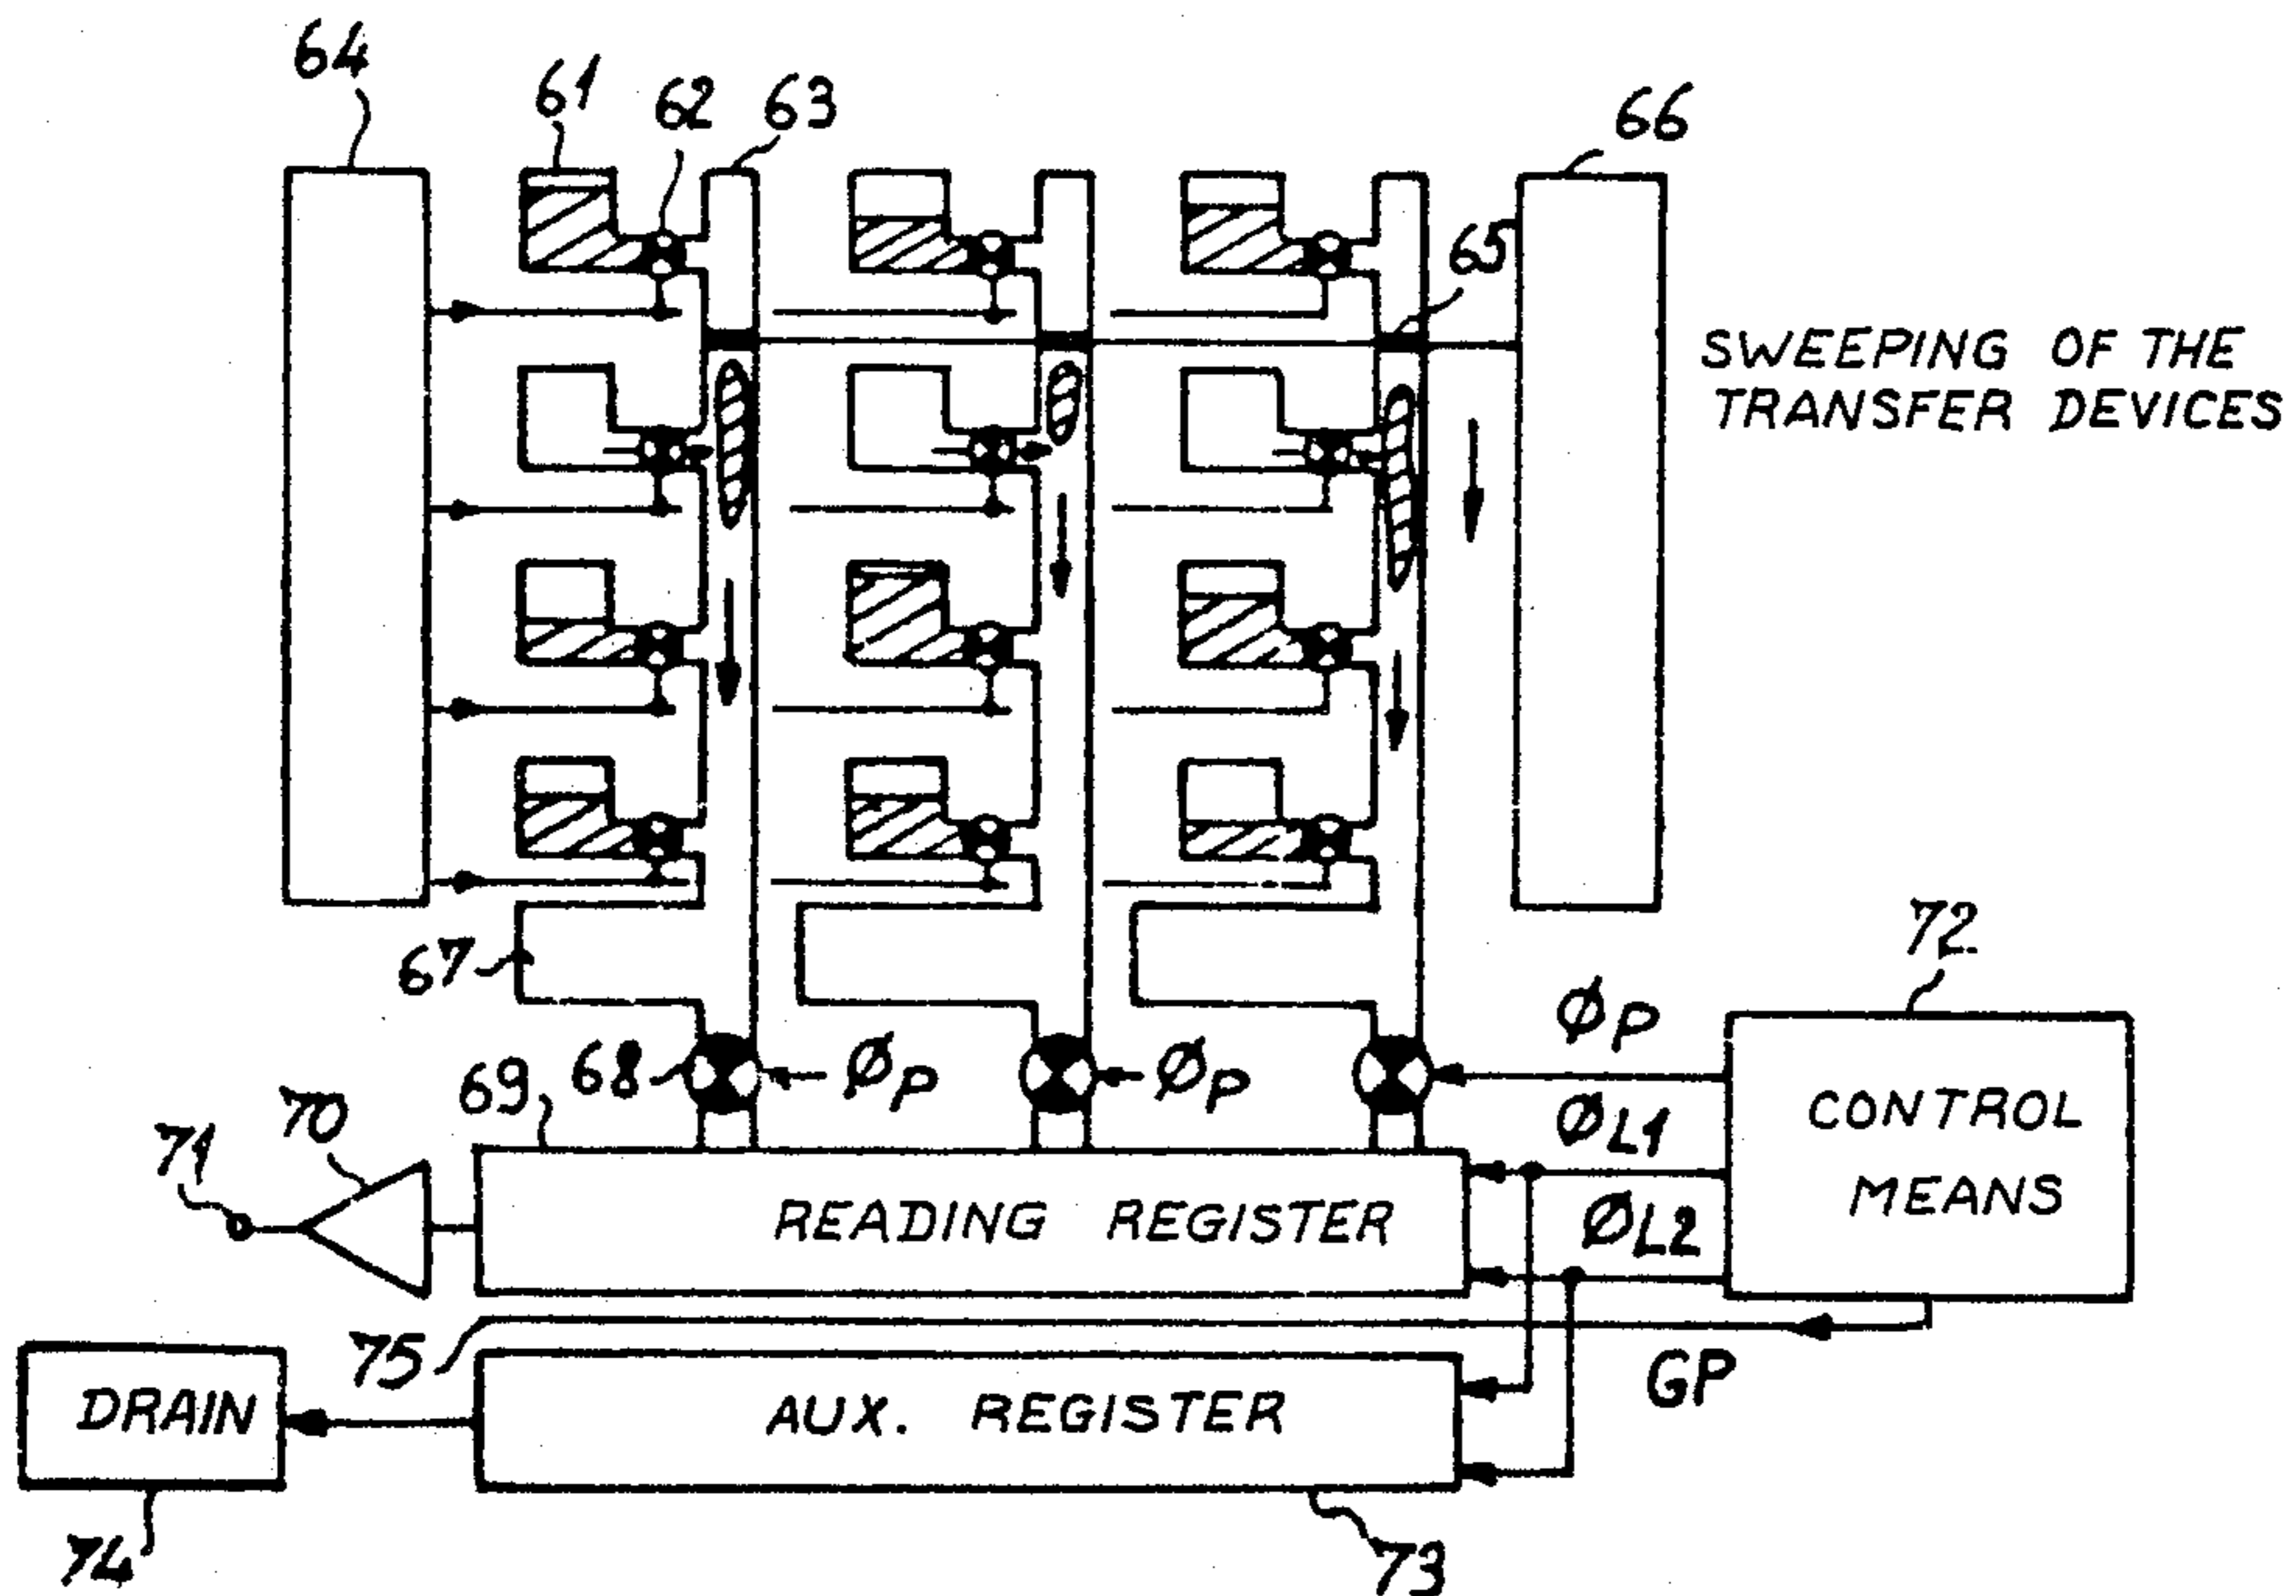 64
61
62
63
66
65
SWEEPING OF THE
TRANSFER DEVICES
67
72
ØP
68
ØP
ØP
69
ØL1
CONTROL
MEANS
70
71
READING REGISTER
ØL2
75
GP
DRAIN
AUX. REGISTER
74
73